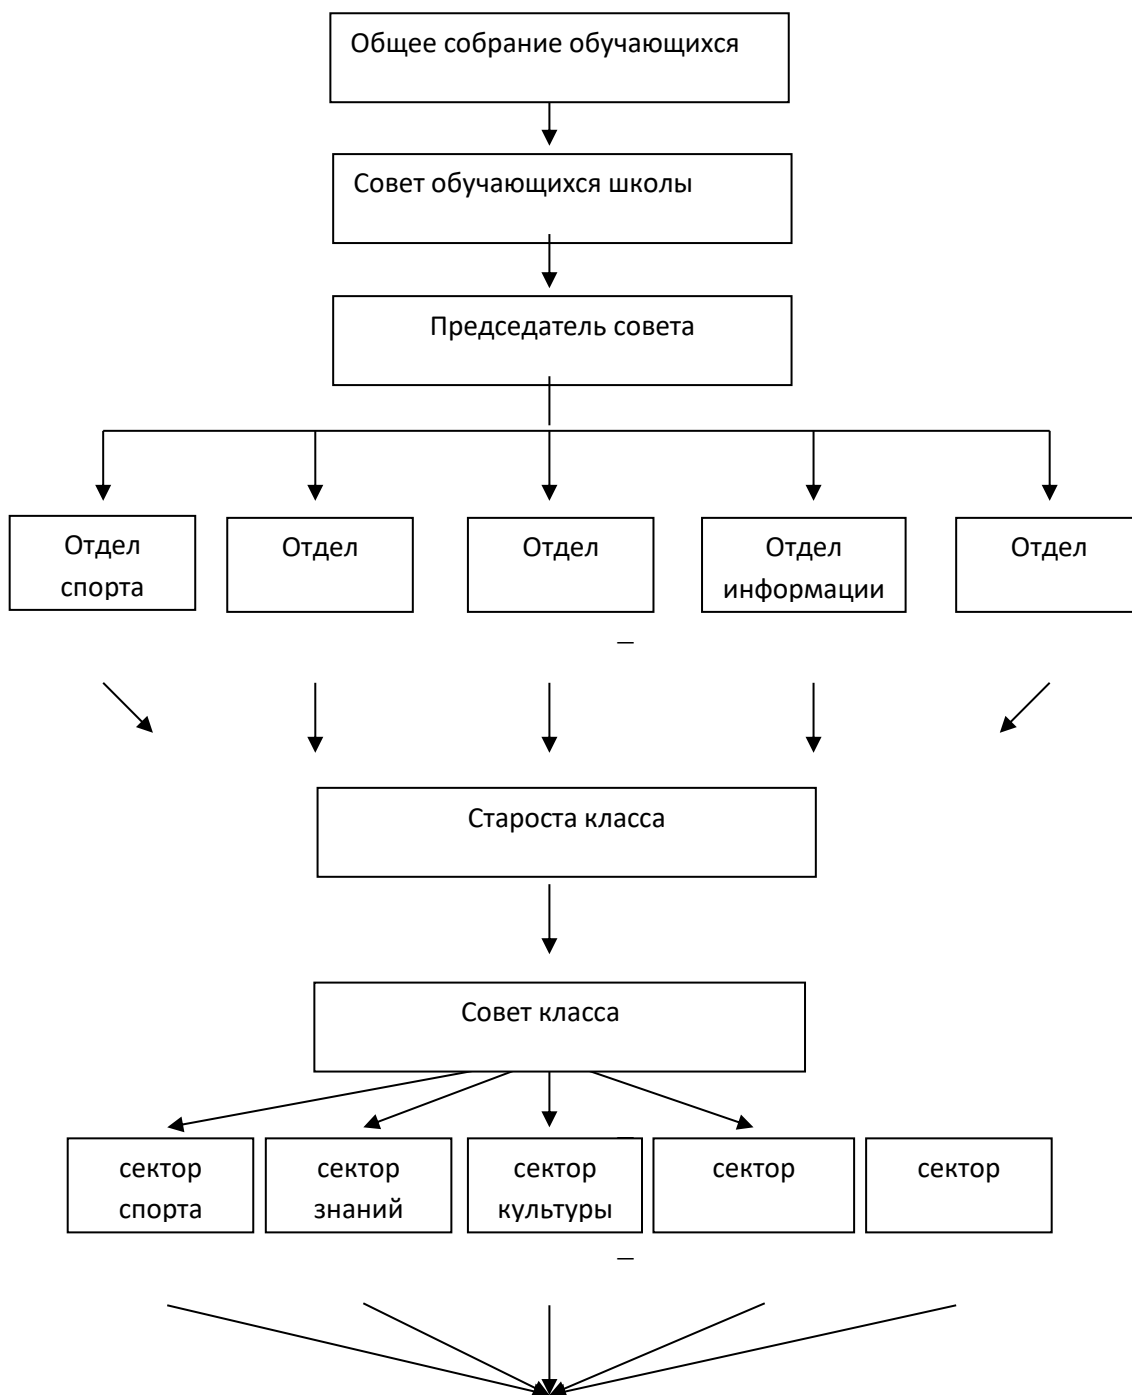 Общее собрание обучающихся
Совет обучающихся школы
Председатель совета
Отдел
спорта
Отдел
Отдел
Отдел
информации
Отдел
Староста класса
Совет класса
сектор
спорта
сектор
знаний
сектор
культуры
сектор
сектор